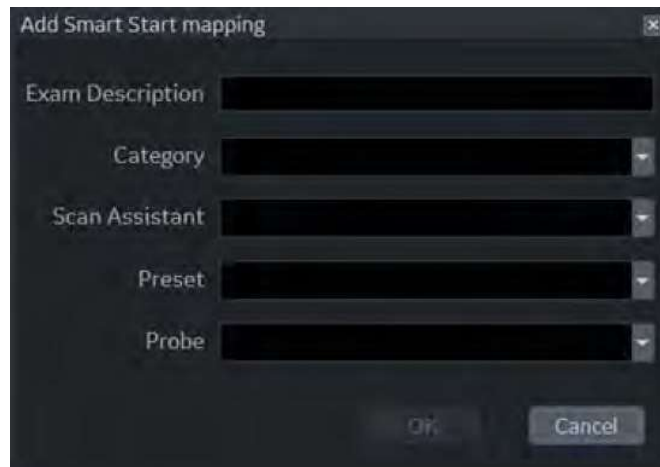 Add Smart Start mapping
Exam Description
Category
Scan Assistant
Preset
Probe
OK Cancel